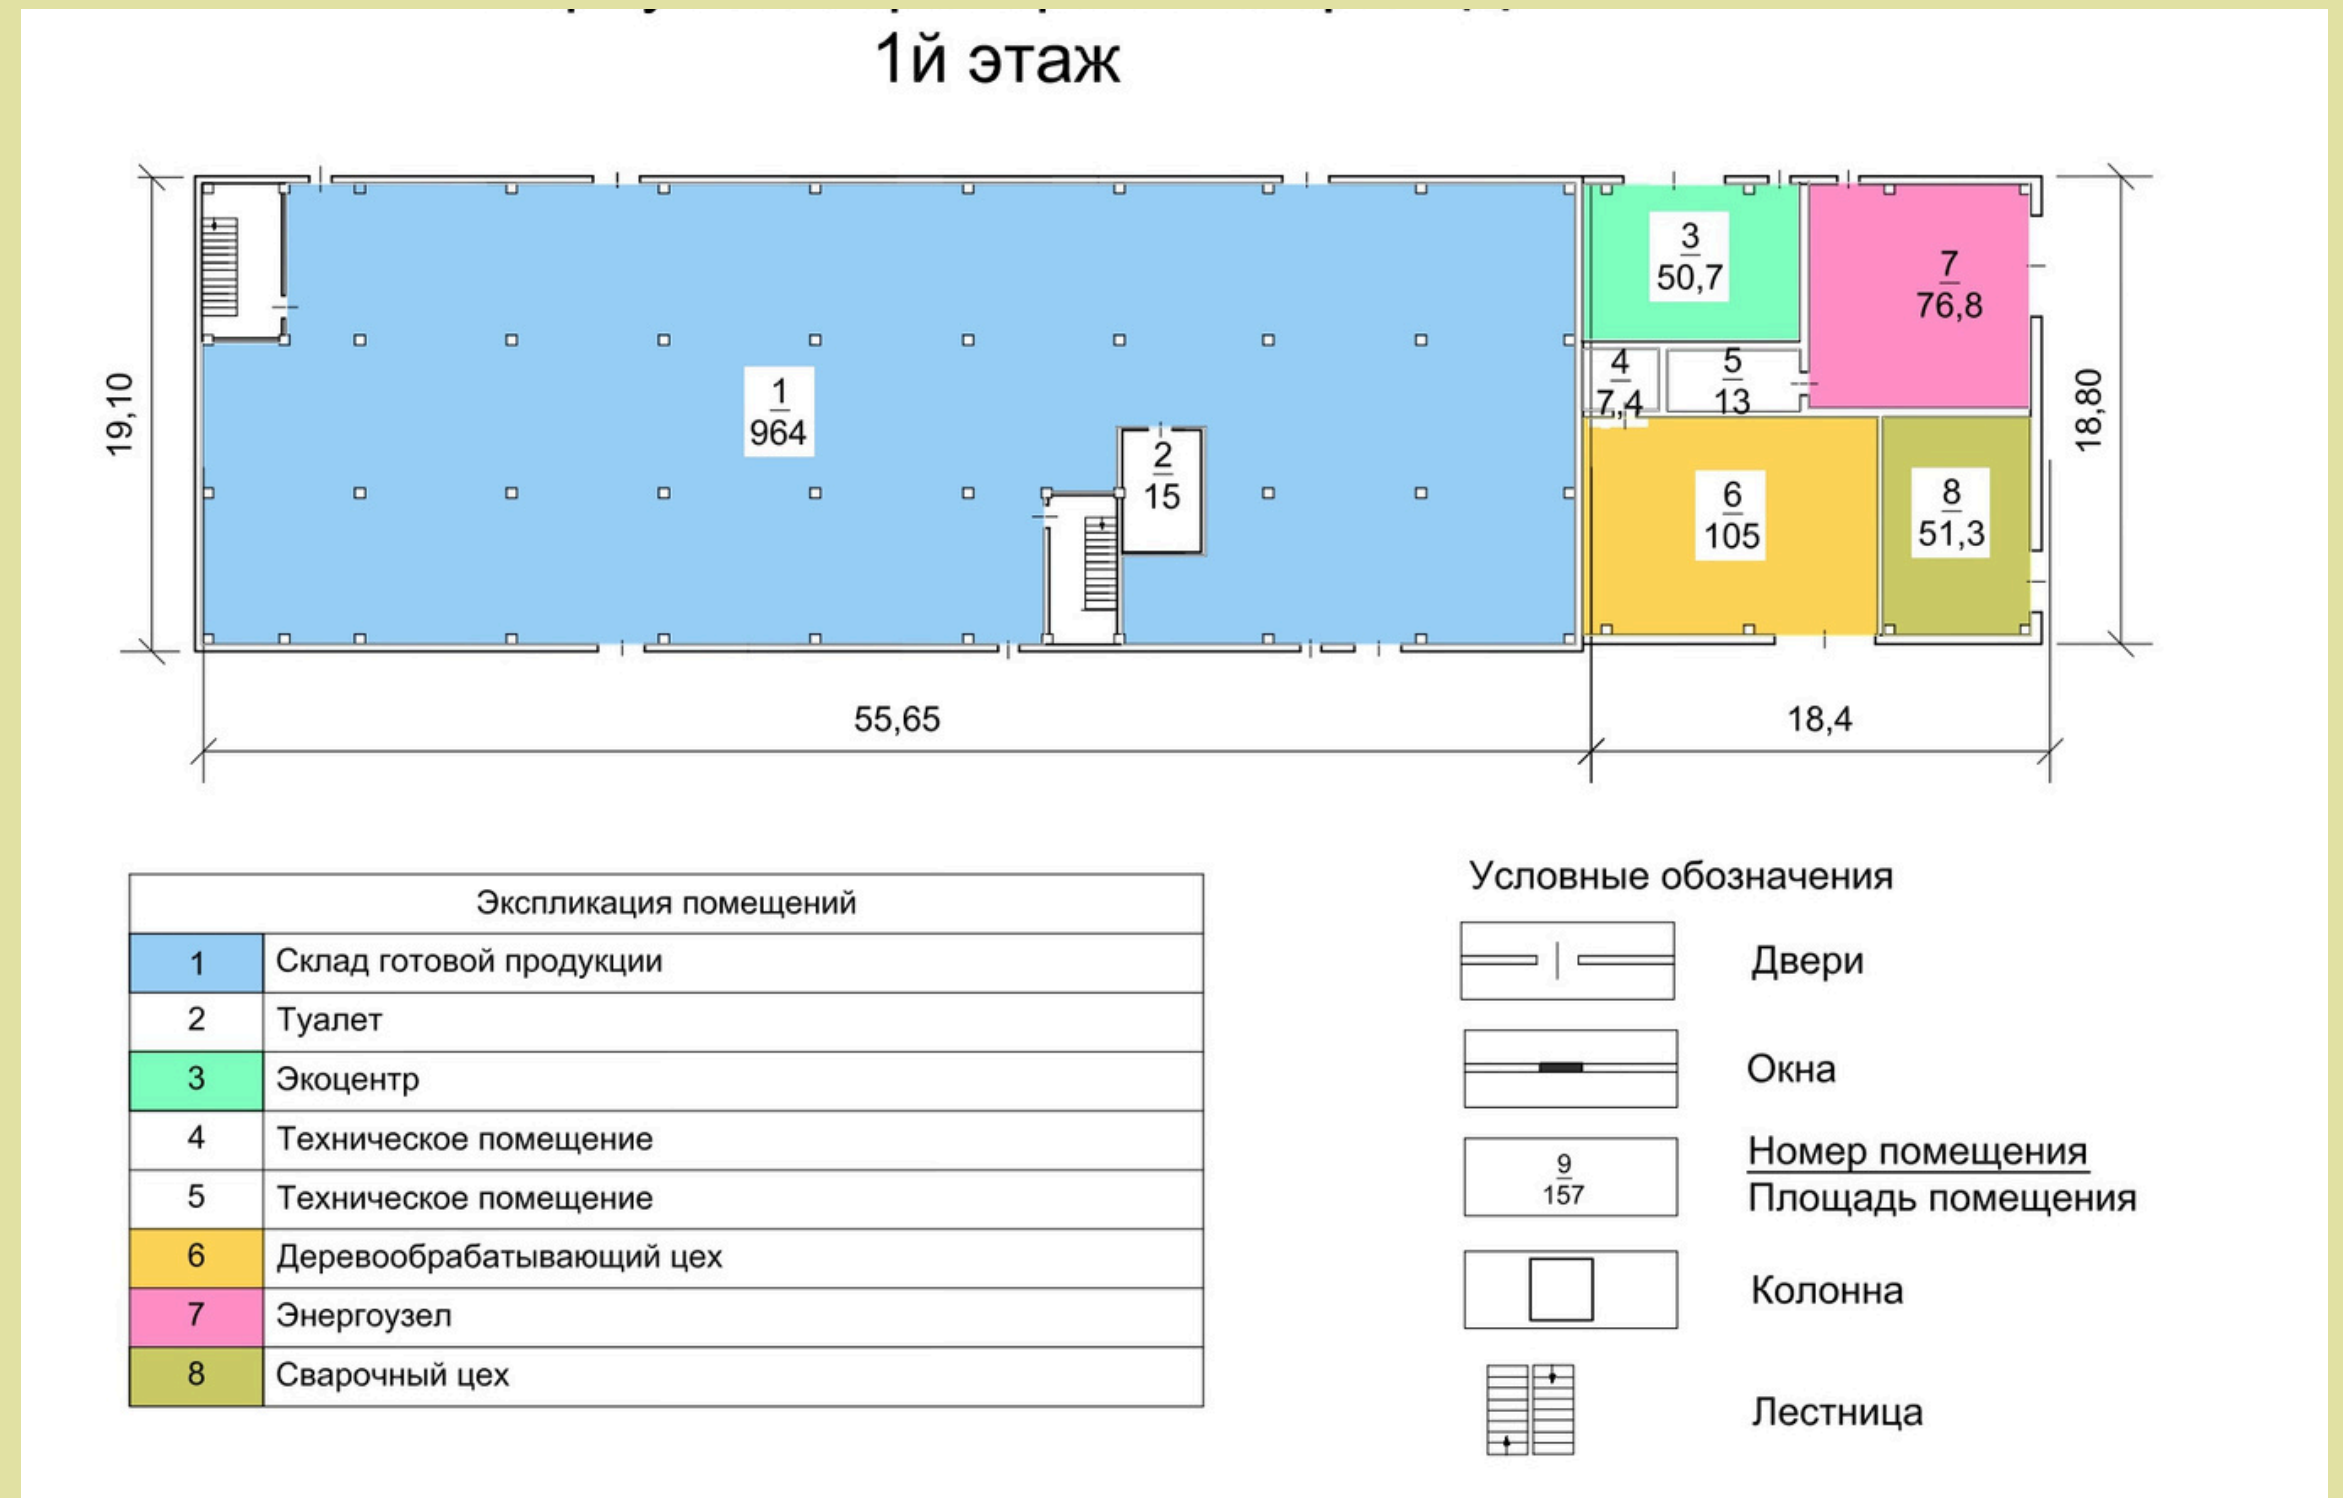 1й этаж
19,10
1
964
2
15
3
50,7
4
7,4
5
13
6
105
7
76,8
8
51,3
18,80
55,65
18,4
Экспликация помещений
1 Склад готовой продукции
2 Туалет
3 Экоцентр
4 Техническое помещение
5 Техническое помещение
6 Деревообрабатывающий цех
7 Энергоузел
8 Сварочный цех
Условные обозначения
Двери
Окна
9
157
Номер помещения
Площадь помещения
Колонна
Лестница